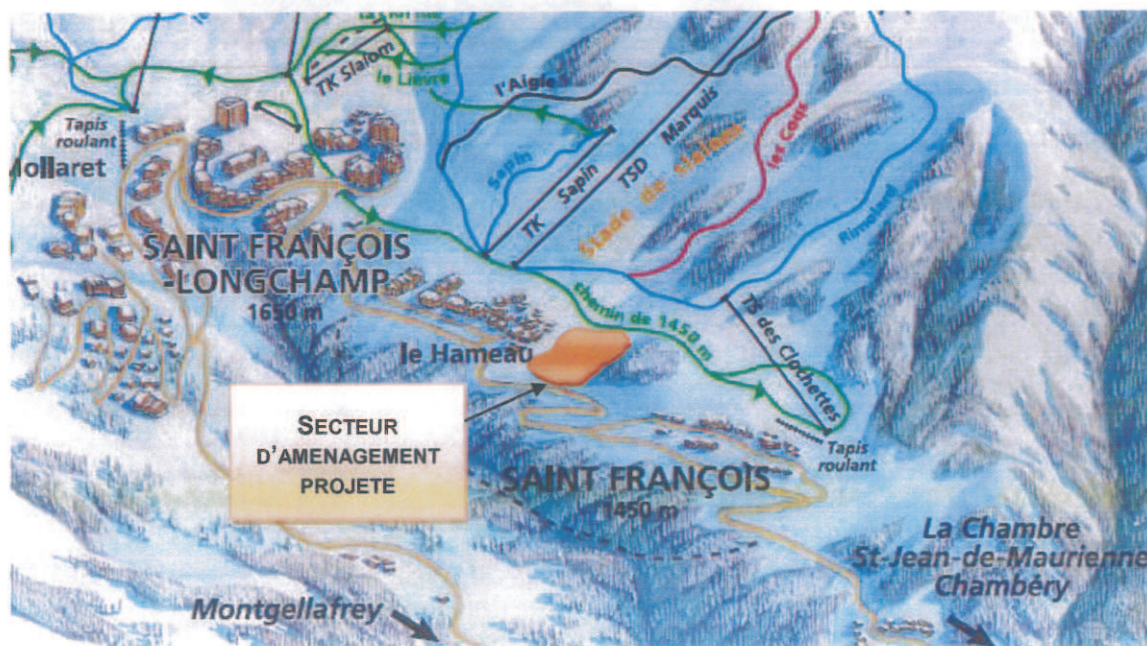 TK Slalom
le Lièvre
l'Aigle
Tapis
roulant
Mollaret
Sapin
TK Sapin
TSD Marquis
Stade de slalom
les Coqs
SAINT FRANÇOIS
-LONGCHAMP
1650 m
chemin de 1450 m
TS des Clochettes
le Hameau
SECTEUR
D'AMENAGEMENT
PROJETE
Tapis
roulant
SAINT FRANÇOIS
1450 m
La Chambre
St-Jean-de-Maurienne
Chambéry
Montgellafrey